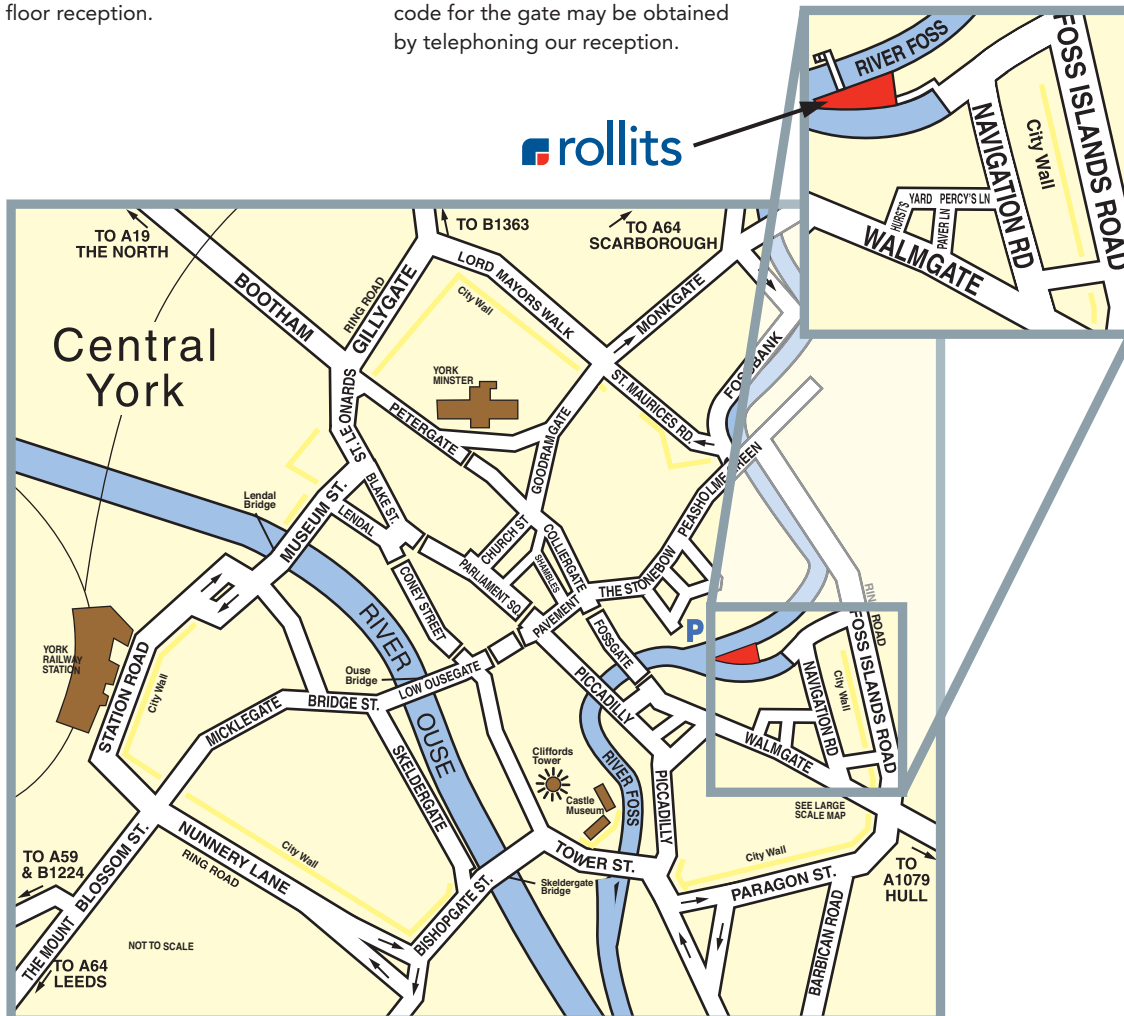 floor reception.
code for the gate may be obtained
by telephoning our reception.
rollits
RIVER FOSS
FOSS ISLANDS ROAD
City Wall
NAVIGATION RD
HURST'S
YARD
PERCY'S LN
PAVER LN
WALMGATE
TO A19
THE NORTH
TO B1363
TO A64
SCARBOROUGH
Central
York
BOOTHAM
RING ROAD
GILLYGATE
LORD MAYORS WALK
City Wall
MONKGATE
FOSSBANK
YORK
MINSTER
ST. MAURICES RD.
ST. LEONARDS
PETERGATE
GOODRAMGATE
PEASHOLME GREEN
Lendal
Bridge
MUSEUM ST.
BLAKE ST.
LENDAL
CHURCH ST
COLLIERGATE
SHAMBLES
PARLIAMENT SQ
CONEY STREET
THE STONEBOW
PAVEMENT
FOSSGATE
P
RING
ROAD
FOSS ISLANDS ROAD
City Wall
NAVIGATION RD
WALMGATE
RIVER
OUSE
YORK
RAILWAY
STATION
STATION ROAD
City Wall
Ouse
Bridge
LOW OUSEGATE
PICCADILLY
MICKLEGATE
BRIDGE ST.
SKELDERGATE
Cliffords
Tower
Castle
Museum
RIVER FOSS
PICCADILLY
SEE LARGE
SCALE MAP
City Wall
NUNNERY LANE
RING ROAD
City Wall
TOWER ST.
PARAGON ST.
TO
A1079
HULL
TO A59
& B1224
BLOSSOM ST.
Skeldergate
Bridge
BISHOPGATE ST.
BARBICAN ROAD
THE MOUNT
NOT TO SCALE
TO A64
LEEDS